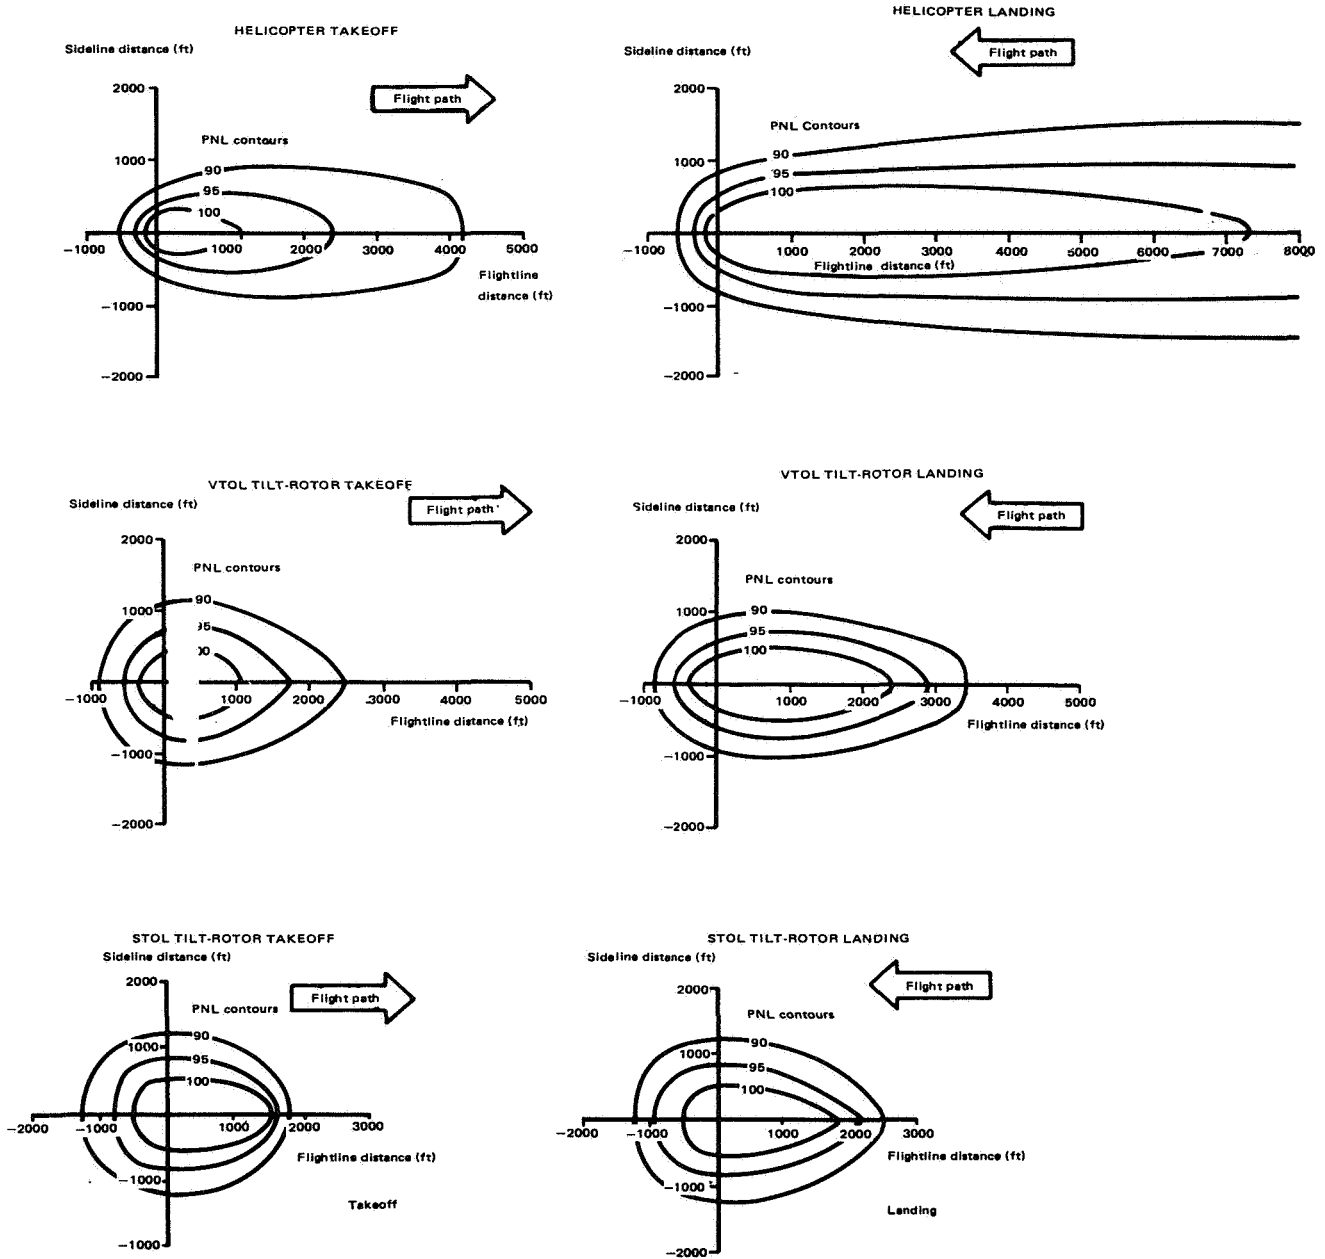 HELICOPTER TAKEOFF
Sideline distance (ft)
Flight path
2000
PNL contours
1000
90
95
100
−1000
1000
2000
3000
4000
5000
Flightline
distance (ft)
−1000
−2000
HELICOPTER LANDING
Sideline distance (ft)
Flight path
2000
PNL Contours
1000
90
95
100
−1000
1000
2000
3000
4000
5000
6000
7000
8000
Flightline distance (ft)
−1000
−2000
VTOL TILT-ROTOR TAKEOFF
Sideline distance (ft)
Flight path
2000
PNL contours
1000
90
95
−1000
1000
2000
3000
4000
5000
Flightline distance (ft)
−1000
−2000
VTOL TILT-ROTOR LANDING
Sideline distance (ft)
Flight path
2000
PNL contours
1000
90
95
100
−1000
1000
2000
3000
4000
5000
Flightline distance (ft)
−1000
−2000
STOL TILT-ROTOR TAKEOFF
Sideline distance (ft)
2000
Flight path
PNL contours
1000
90
95
100
−2000
−1000
1000
2000
3000
Flightline distance (ft)
−1000
Takeoff
−1000
STOL TILT-ROTOR LANDING
Sideline distance (ft)
Flight path
2000
PNL contours
1000
90
95
100
−2000
−1000
1000
2000
3000
Flightline distance (ft)
−1000
Landing
−2000